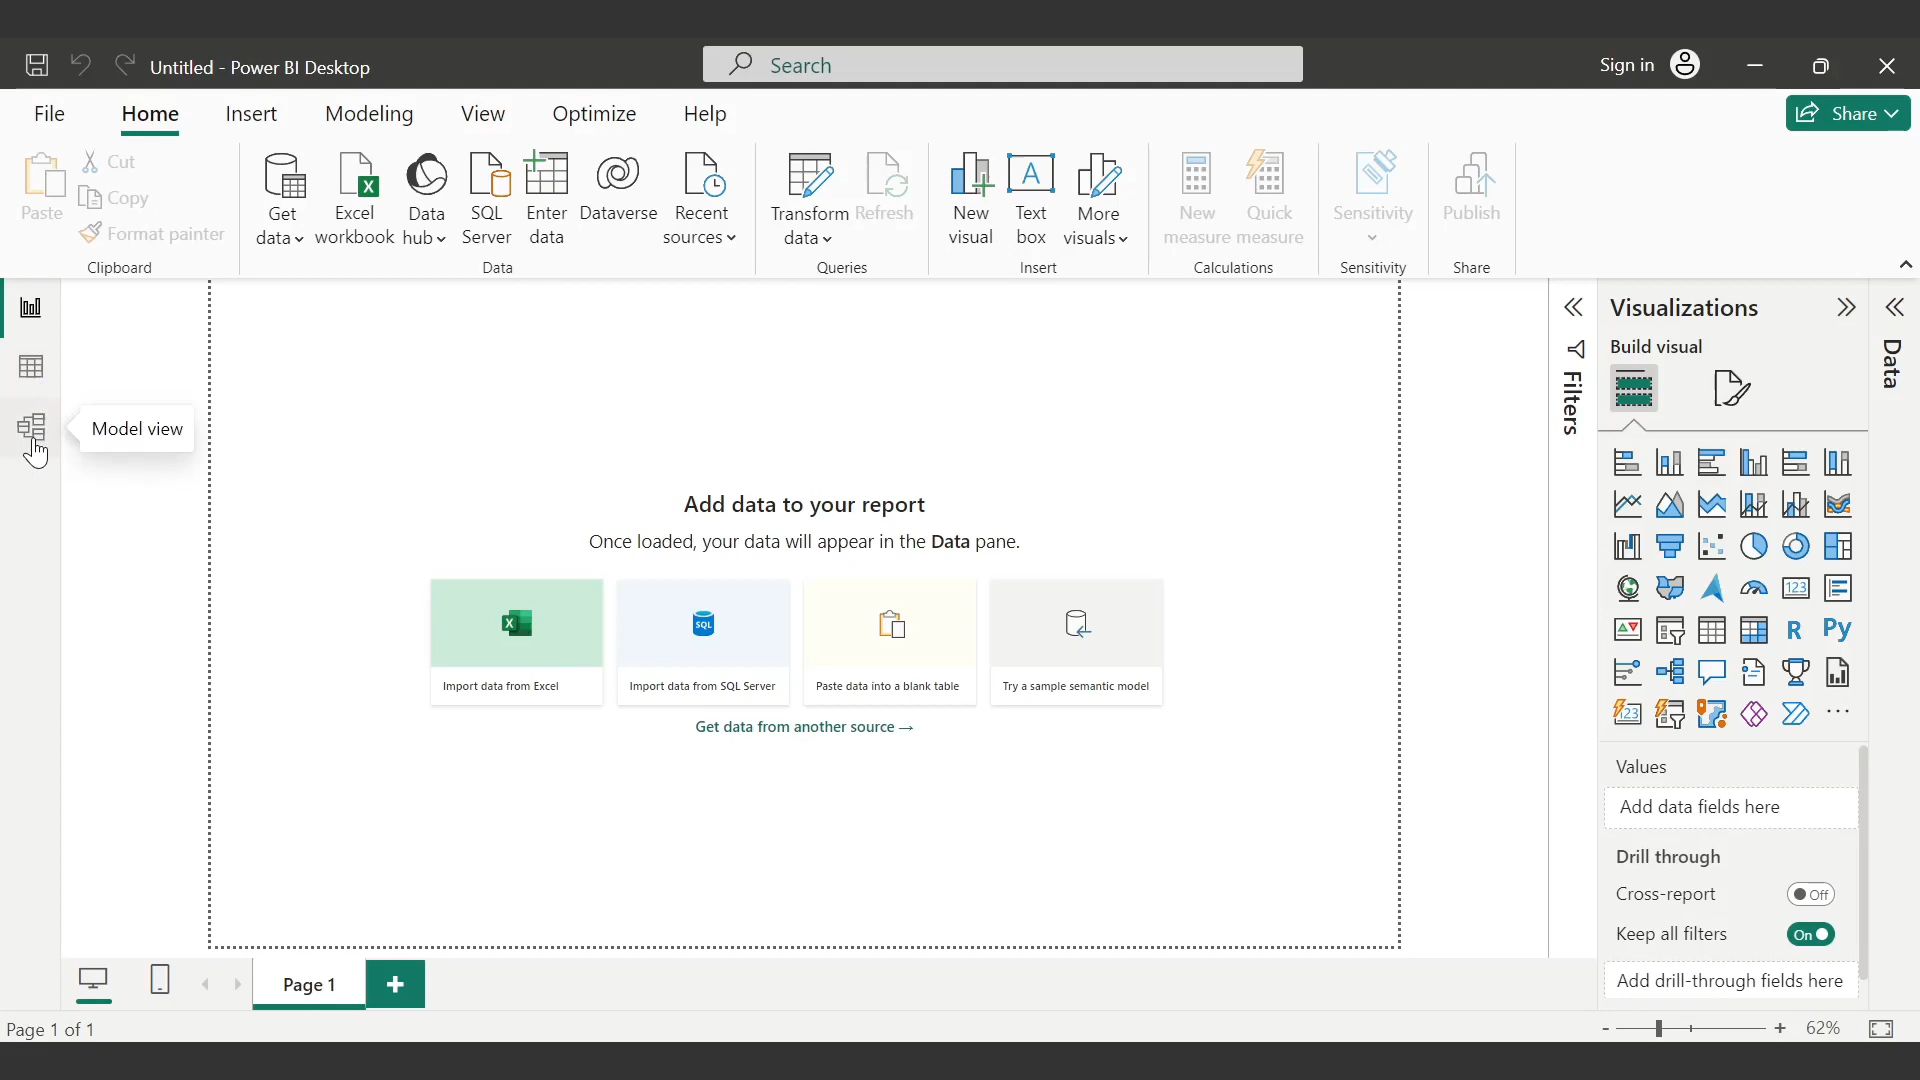 Untitled - Power BI Desktop
Search
Sign in
File Home Insert Modeling View Optimize Help
Share
Paste
Cut
Copy
Format painter
Clipboard
Get data
Excel workbook
Data hub
SQL Server
Enter data
Dataverse
Recent sources
Data
Transform data
Refresh
Queries
New visual
A
Text box
More visuals
Insert
New measure
Quick measure
Calculations
Sensitivity
Sensitivity
Publish
Share
Model view
Add data to your report
Once loaded, your data will appear in the Data pane.
X
SQL
Import data from Excel
Import data from SQL Server
Paste data into a blank table
Try a sample semantic model
Get data from another source →
Filters
Visualizations
Build visual
123
R
Py
123
...
Values
Add data fields here
Drill through
Cross-report
Off
Keep all filters
On
Add drill-through fields here
Data
Page 1
+
Page 1 of 1
- + 62%